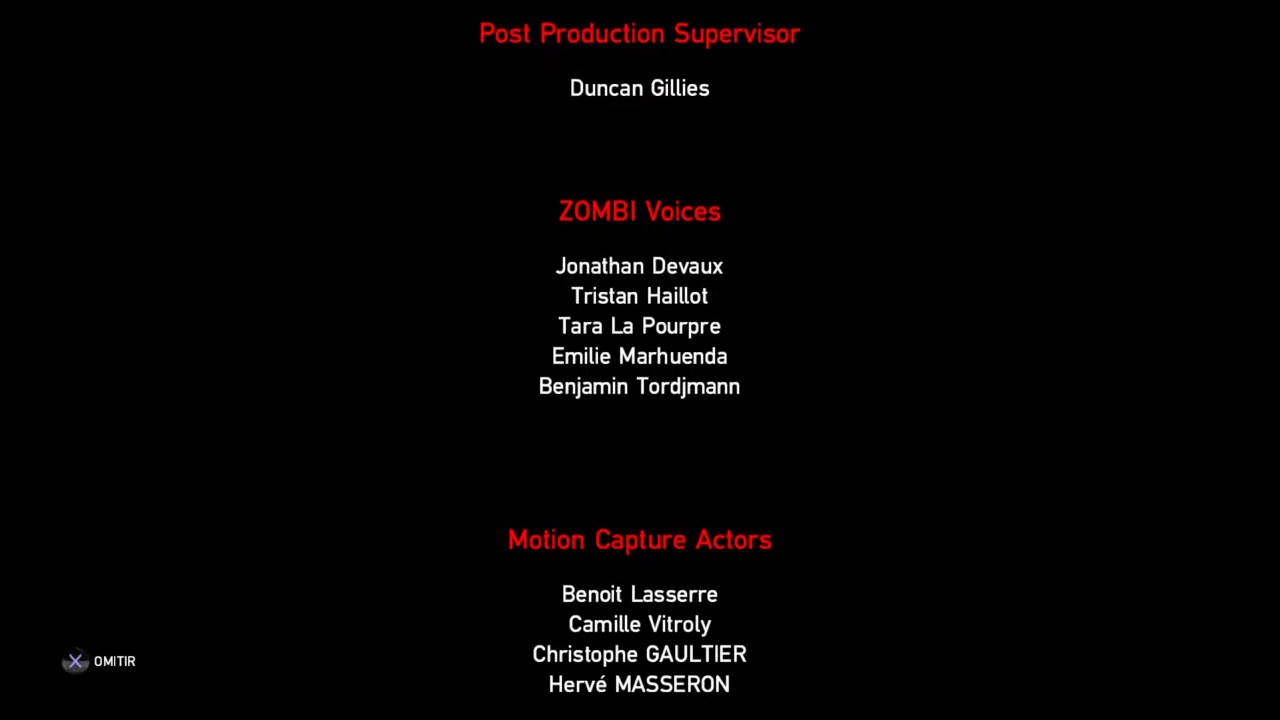 Post Production Supervisor
Duncan Gillies
ZOMBI Voices
Jonathan Devaux
Tristan Haillot
Tara La Pourpre
Emilie Marhuenda
Benjamin Tordjmann
Motion Capture Actors
Benoit Lasserre
Camille Vitroly
Christophe GAULTIER
Hervé MASSERON
OMITIR